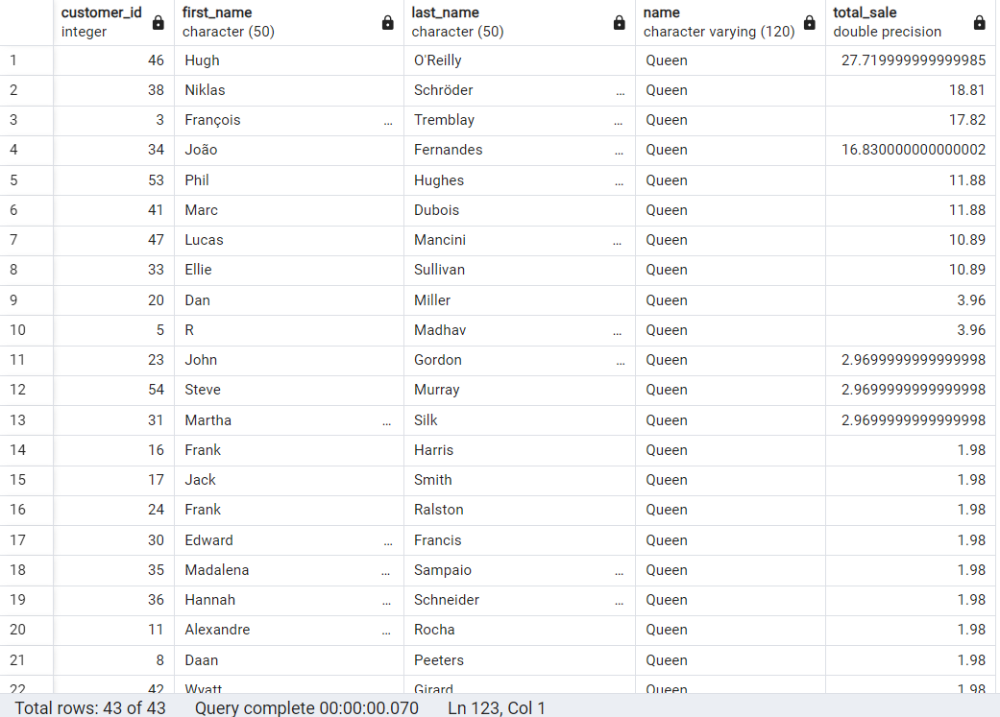 customer_id first_name last_name name total_sale
integer character (50) character (50) character varying (120) double precision
1 46 Hugh O'Reilly Queen 27.719999999999985
2 38 Niklas Schröder ... Queen 18.81
3 3 François ... Tremblay ... Queen 17.82
4 34 João Fernandes ... Queen 16.830000000000002
5 53 Phil Hughes ... Queen 11.88
6 41 Marc Dubois Queen 11.88
7 47 Lucas Mancini ... Queen 10.89
8 33 Ellie Sullivan Queen 10.89
9 20 Dan Miller Queen 3.96
10 5 R Madhav ... Queen 3.96
11 23 John Gordon ... Queen 2.9699999999999998
12 54 Steve Murray Queen 2.9699999999999998
13 31 Martha ... Silk Queen 2.9699999999999998
14 16 Frank Harris Queen 1.98
15 17 Jack Smith Queen 1.98
16 24 Frank Ralston Queen 1.98
17 30 Edward ... Francis Queen 1.98
18 35 Madalena ... Sampaio ... Queen 1.98
19 36 Hannah ... Schneider ... Queen 1.98
20 11 Alexandre ... Rocha Queen 1.98
21 8 Daan Peeters Queen 1.98
22 42 Wyatt Girard Queen 1.98
Total rows: 43 of 43 Query complete 00:00:00.070 Ln 123, Col 1